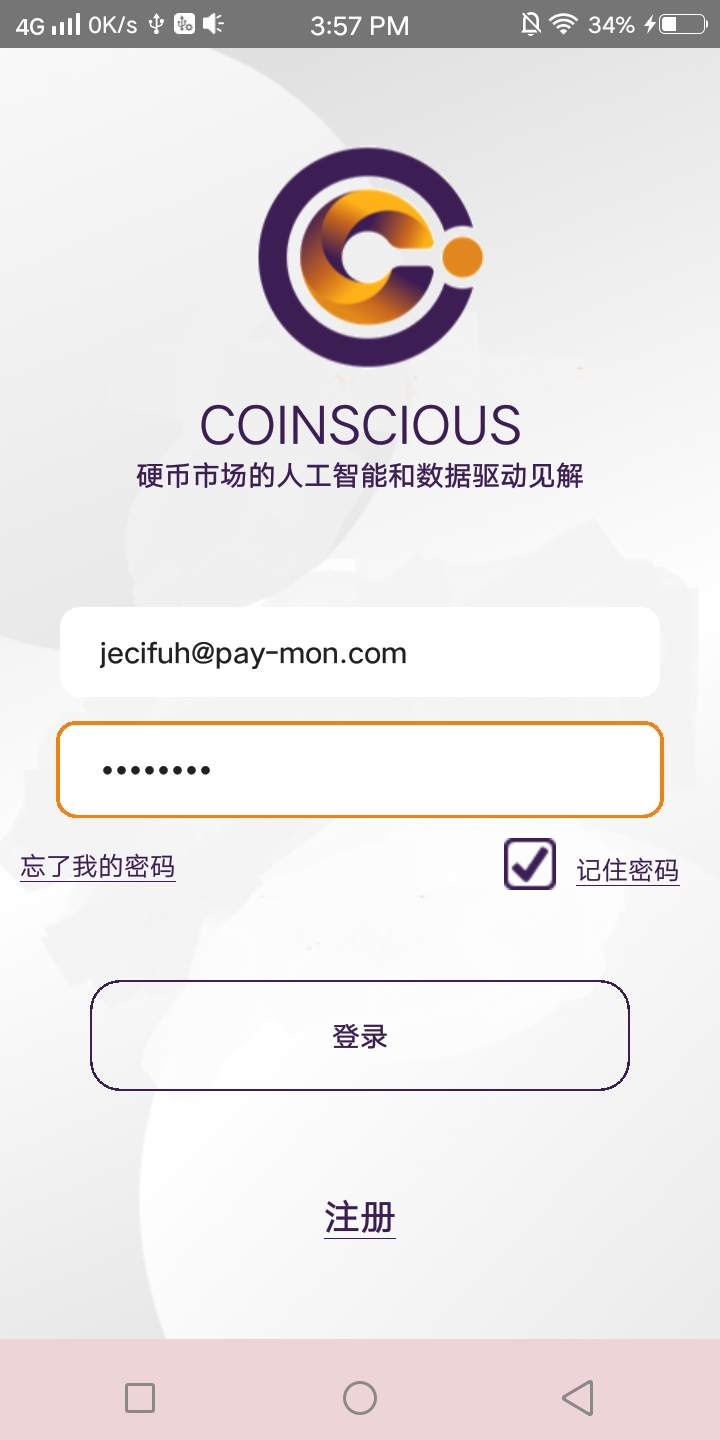 4G 0K/s 3:57 PM 34%
COINSCIOUS
硬币市场的人工智能和数据驱动见解
jecifuh@pay-mon.com
••••••••
忘了我的密码 记住密码
登录
注册